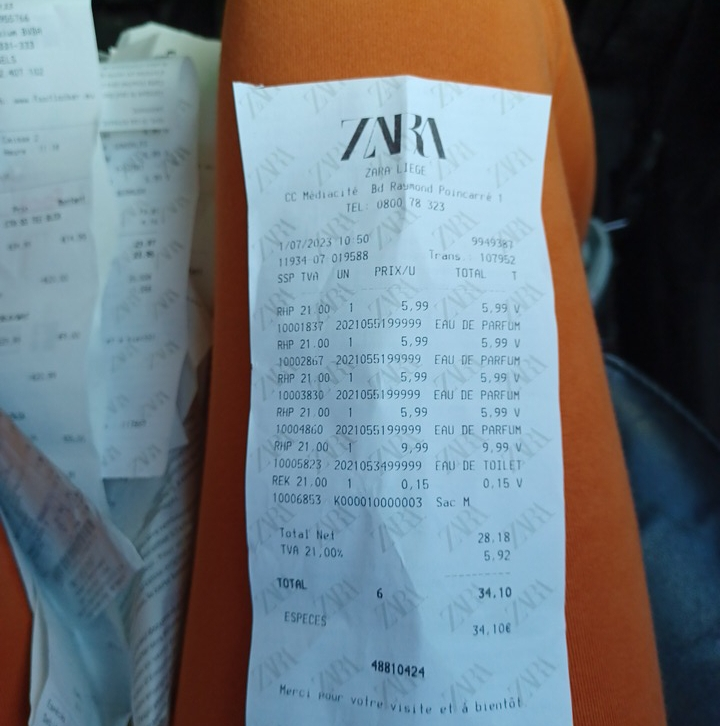 ZARA
ZARA LIEGE
CC Médiacité Bd Raymond Poincarré 1
TEL: 0800 78 323
1/07/2023 10:50 9949383
11934-07 019588 Trans. 107952
SSP TVA UN PRIX/U TOTAL T
RHP 21.00 1 5,99 5,99 V
10001837 2021055199999 EAU DE PARFUM
RHP 21.00 1 5,99 5,99 V
10002867 2021055199999 EAU DE PARFUM
RHP 21.00 1 5,99 5,99 V
10003830 2021055199999 EAU DE PARFUM
RHP 21.00 1 5,99 5,99 V
10004860 2021055199999 EAU DE PARFUM
RHP 21.00 1 9,99 9,99 V
10005823 2021053499999 EAU DE TOILET
REK 21.00 1 0,15 0,15 V
10006853 K000010000003 Sac M
Total Net 28,18
TVA 21,00% 5,92
TOTAL 6 34,10
ESPECES 34,10€
48810424
Merci pour votre visite et á bientôt